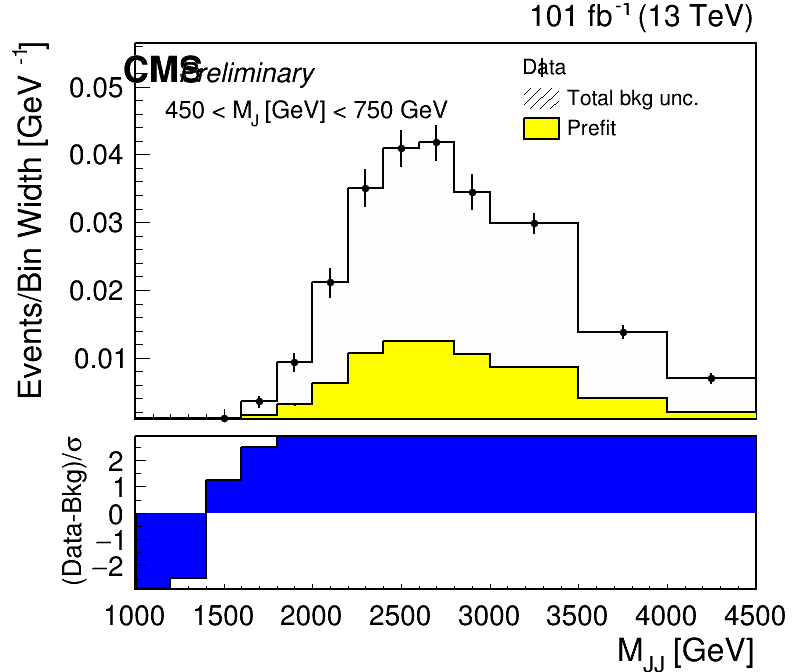 101 fb⁻¹ (13 TeV)
CMS Preliminary
450 < M_J [GeV] < 750 GeV
Data
Total bkg unc.
Prefit
Events/Bin Width [GeV⁻¹]
0.05
0.04
0.03
0.02
0.01
(Data-Bkg)/σ
2
1
0
−1
−2
1000 1500 2000 2500 3000 3500 4000 4500
M_JJ [GeV]